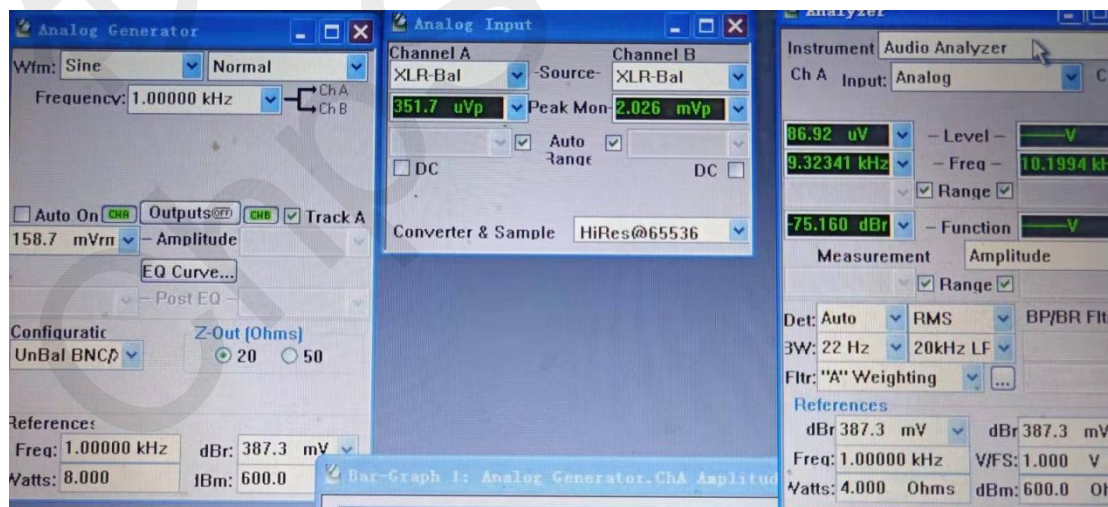 Analog Generator
Wfm: Sine Normal
Frequency: 1.00000 kHz
Ch A
Ch B
Auto On CHA Outputs OFF CHB Track A
158.7 mVrm - Amplitude
EQ Curve...
- Post EQ -
Configuratic Z-Out (Ohms)
UnBal BNC/ 20 50
References
Freq: 1.00000 kHz dBr: 387.3 mV
Watts: 8.000 dBm: 600.0
Analog Input
Channel A Channel B
XLR-Bal -Source- XLR-Bal
351.7 uVp Peak Mon- 2.026 mVp
Auto
Range
DC DC
Converter & Sample HiRes@65536
Analyzer
Instrument Audio Analyzer
Ch A Input: Analog C
86.92 uV - Level - V
9.32341 kHz - Freq - 10.1994 kH
Range
-75.160 dBr - Function V
Measurement Amplitude
Range
Det: Auto RMS BP/BR Fltr
BW: 22 Hz 20kHz LF
Fltr: "A" Weighting ...
References
dBr 387.3 mV dBr 387.3 mV
Freq: 1.00000 kHz V/FS: 1.000 V
Watts: 4.000 Ohms dBm: 600.0 Oh
Bar-Graph 1: Analog Generator.ChA Amplitud